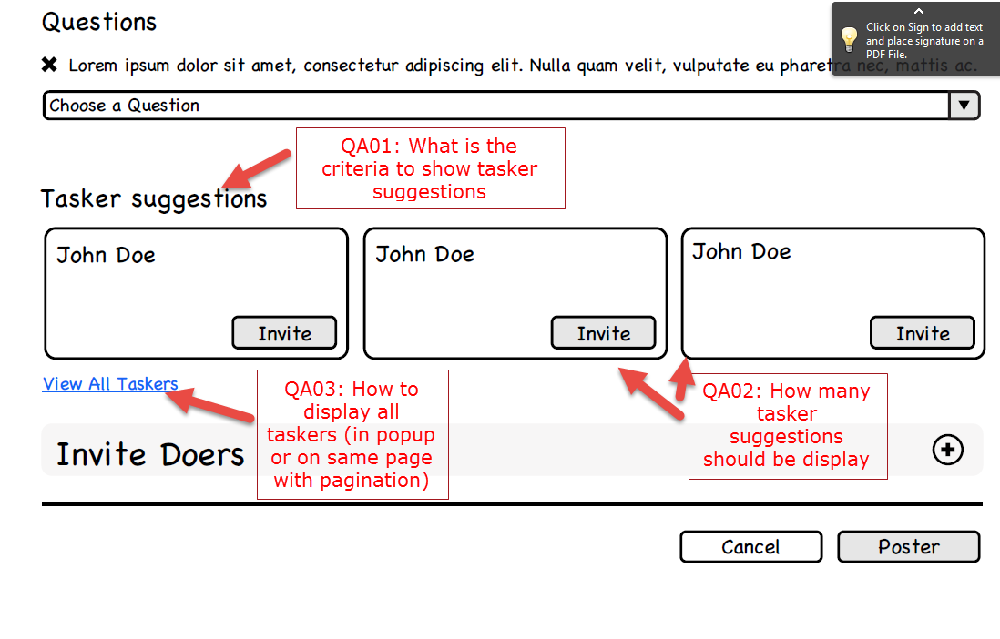 Questions
Click on Sign to add text
and place signature on a
PDF File.
Lorem ipsum dolor sit amet, consectetur adipiscing elit. Nulla quam velit, vulputate eu pharetra nec, mattis ac.
Choose a Question
QA01: What is the
criteria to show tasker
suggestions
Tasker suggestions
John Doe
Invite
John Doe
Invite
John Doe
Invite
View All Taskers
QA03: How to
display all
taskers (in popup
or on same page
with pagination)
QA02: How many
tasker
suggestions
should be display
Invite Doers
Cancel
Poster